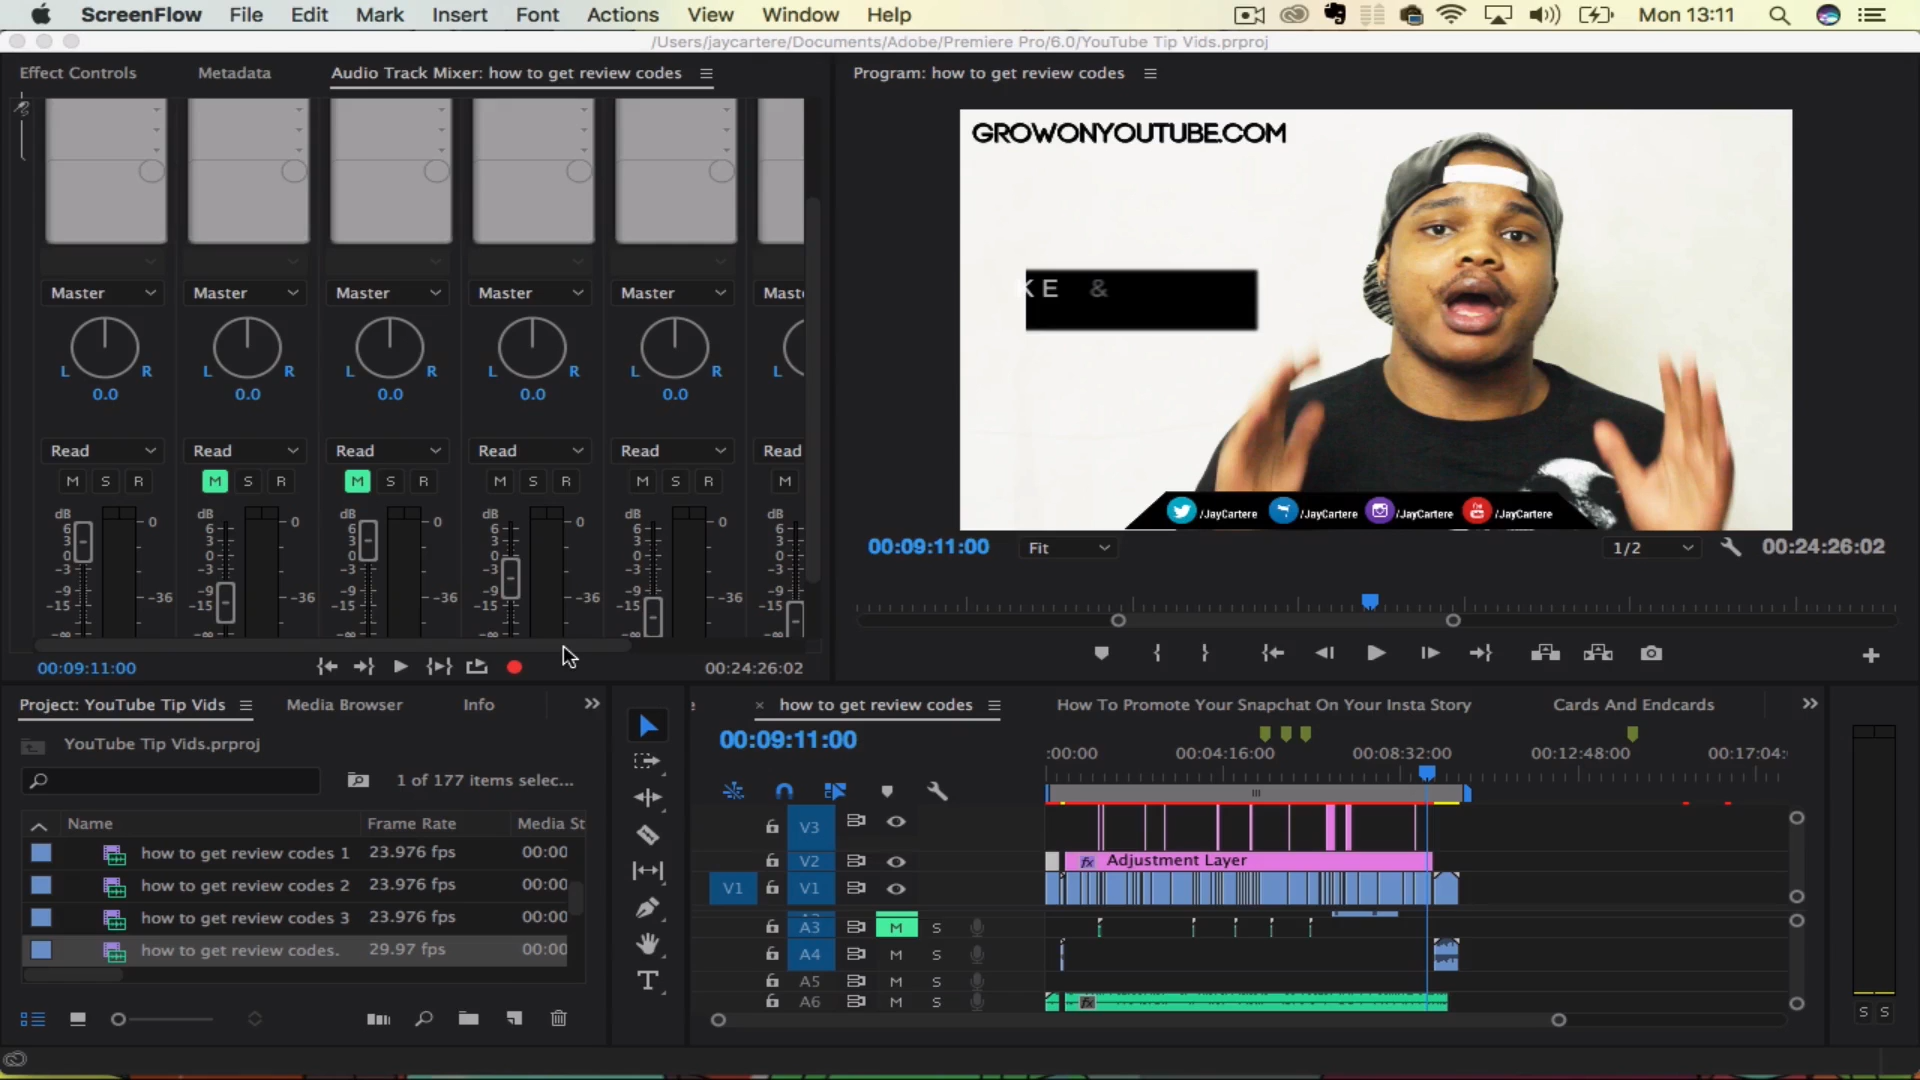 ScreenFlow File Edit Mark Insert Font Actions View Window Help Mon 13:11
/Users/jaycartere/Documents/Adobe/Premiere Pro/6.0/YouTube Tip Vids.prproj
Effect Controls Metadata Audio Track Mixer: how to get review codes
Master Master Master Master Master Mast
L R L R L R L R L R L
0.0 0.0 0.0 0.0 0.0
Read Read Read Read Read Read
M S R M S R M S R M S R M S R M
dB dB dB dB dB dB
6 0 6 0 6 0 6 0 6 0 6
3 3 3 3 3 3
0 0 0 0 0 0
-3 -3 -3 -3 -3 -3
-9 -36 -9 -36 -9 -36 -9 -36 -9 -36 -9
-15 -15 -15 -15 -15 -15
-∞ -∞ -∞ -∞ -∞ -∞
00:09:11:00 00:24:26:02
Program: how to get review codes
GROWONYOUTUBE.COM
KE &
/JayCartere /JayCartere /JayCartere /JayCartere
00:09:11:00 Fit 1/2 00:24:26:02
Project: YouTube Tip Vids Media Browser Info
YouTube Tip Vids.prproj
1 of 177 items selec...
Name Frame Rate Media St
how to get review codes 1 23.976 fps 00:00
how to get review codes 2 23.976 fps 00:00
how to get review codes 3 23.976 fps 00:00
how to get review codes. 29.97 fps 00:00
T
e × how to get review codes How To Promote Your Snapchat On Your Insta Story Cards And Endcards
00:09:11:00
:00:00 00:04:16:00 00:08:32:00 00:12:48:00 00:17:04:
V3
V2 fx Adjustment Layer
V1 V1
A3 M S
A4 M S
A5 M S
A6 M S fx
S S